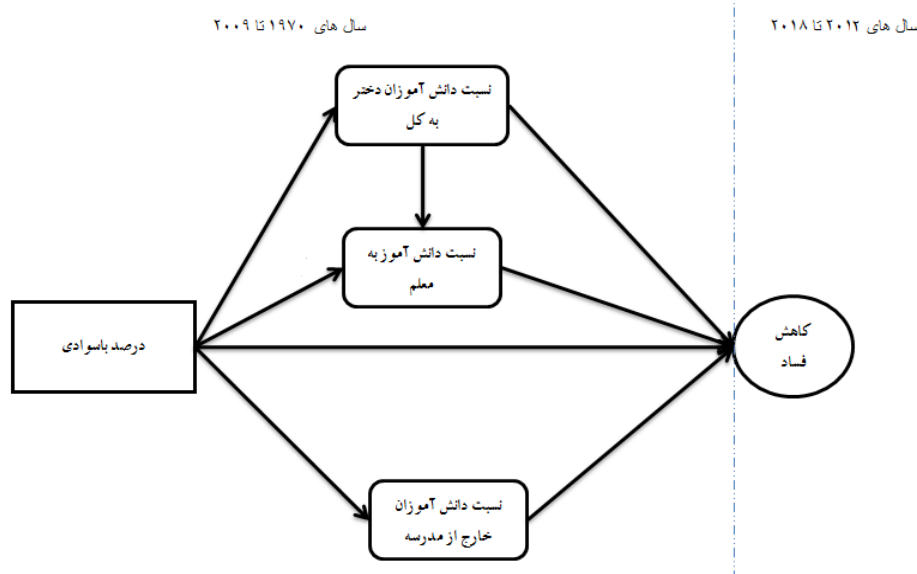 سال های ۱۹۷۰ تا ۲۰۰۹
سال های ۲۰۱۲ تا ۲۰۱۸
نسبت دانش آموزان دختر
به کل
نسبت دانش آموز به
معلم
درصد باسوادی
کاهش
فساد
نسبت دانش آموزان
خارج از مدرسه